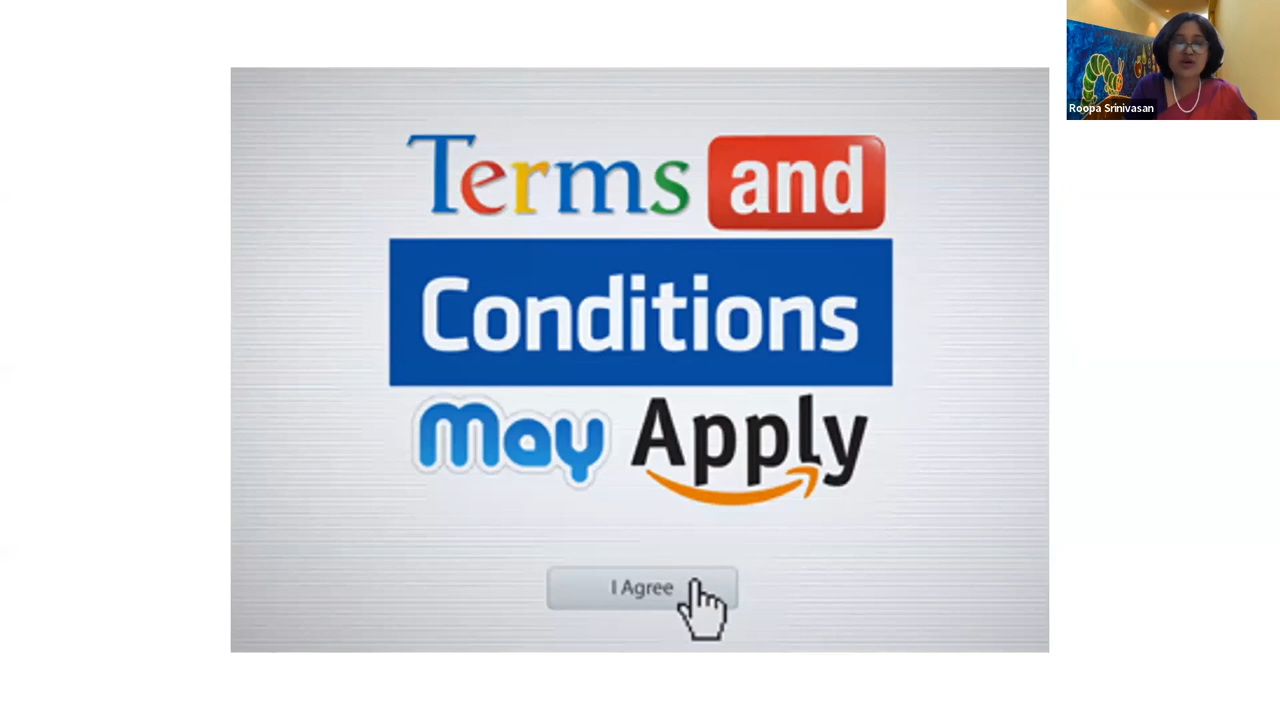 Roopa Srinivasan
Terms and
Conditions
May Apply
I Agree